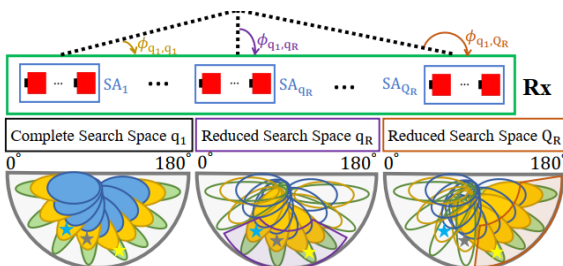 ϕq₁,q₁
ϕq₁,qR
ϕq₁,QR
... SA₁ ... ... SAqR ... SAQR ... Rx
Complete Search Space q₁
Reduced Search Space qR
Reduced Search Space QR
0° 180° 0° 180° 0° 180°